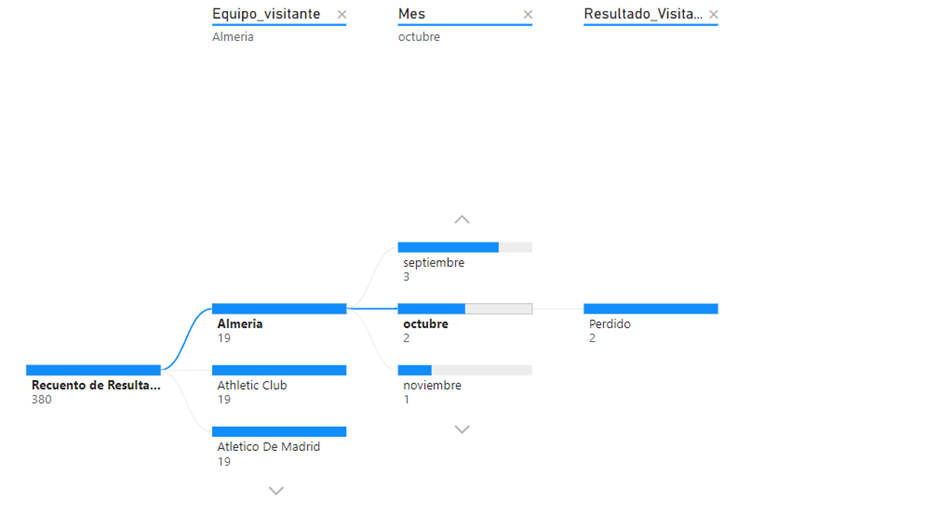 Equipo_visitante
Almeria
Mes
octubre
Resultado_Visita...
septiembre
3
Almeria
19
octubre
2
Perdido
2
Recuento de Resulta...
380
Athletic Club
19
noviembre
1
Atletico De Madrid
19